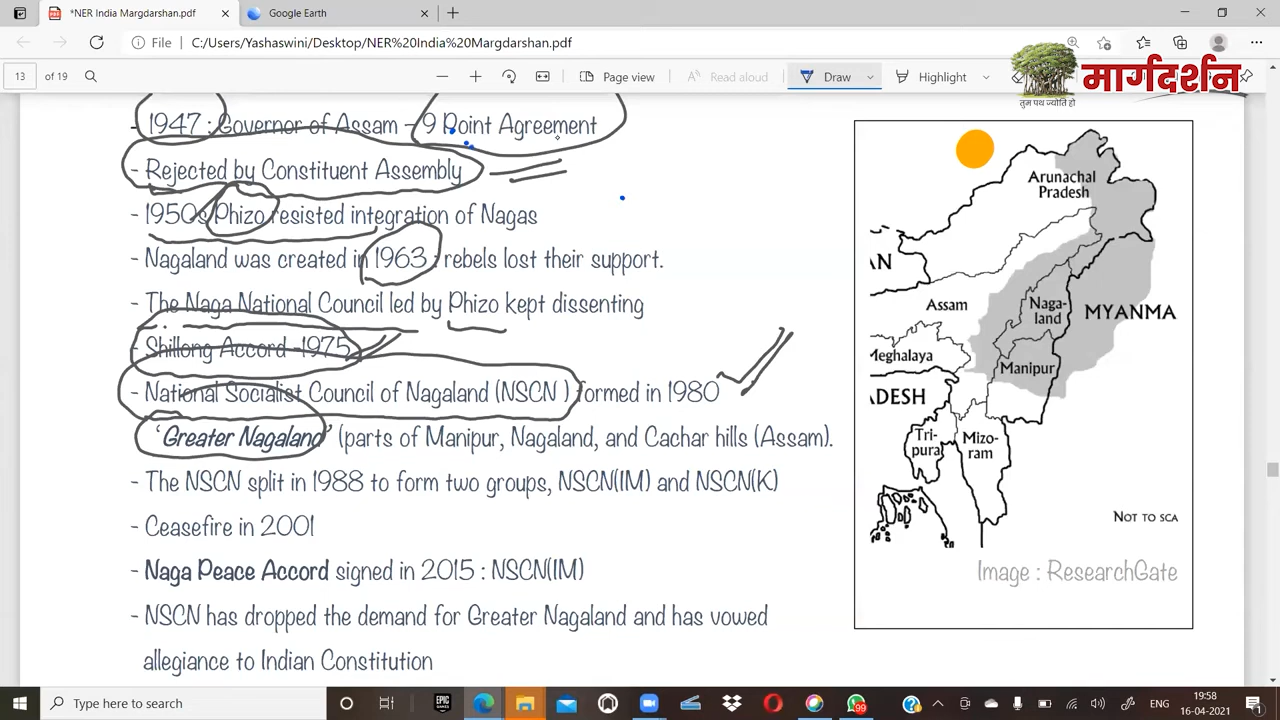 *NER India Margdarshan.pdf
Google Earth
File
C:/Users/Yashaswini/Desktop/NER%20India%20Margdarshan.pdf
13 of 19
Page view
Read aloud
Draw
Highlight
मार्गदर्शन
तुम पथ ज्योति हो
- 1947 : Governor of Assam – 9 Point Agreement
- Rejected by Constituent Assembly
- 1950s Phizo resisted integration of Nagas
- Nagaland was created in 1963 : rebels lost their support.
- The Naga National Council led by Phizo kept dissenting
- Shillong Accord -1975
- National Socialist Council of Nagaland (NSCN ) formed in 1980
'Greater Nagaland' (parts of Manipur, Nagaland, and Cachar hills (Assam).
- The NSCN split in 1988 to form two groups, NSCN(IM) and NSCN(K)
- Ceasefire in 2001
- Naga Peace Accord signed in 2015 : NSCN(IM)
- NSCN has dropped the demand for Greater Nagaland and has vowed
allegiance to Indian Constitution
Arunachal
Pradesh
AN
Assam
Naga-
land
MYANMA
Meghalaya
Manipur
ADESH
Tri-
pura
Mizo-
ram
NOT TO SCA
Image : ResearchGate
Type here to search
EPIC
GAMES
99
ENG
19:58
16-04-2021
1